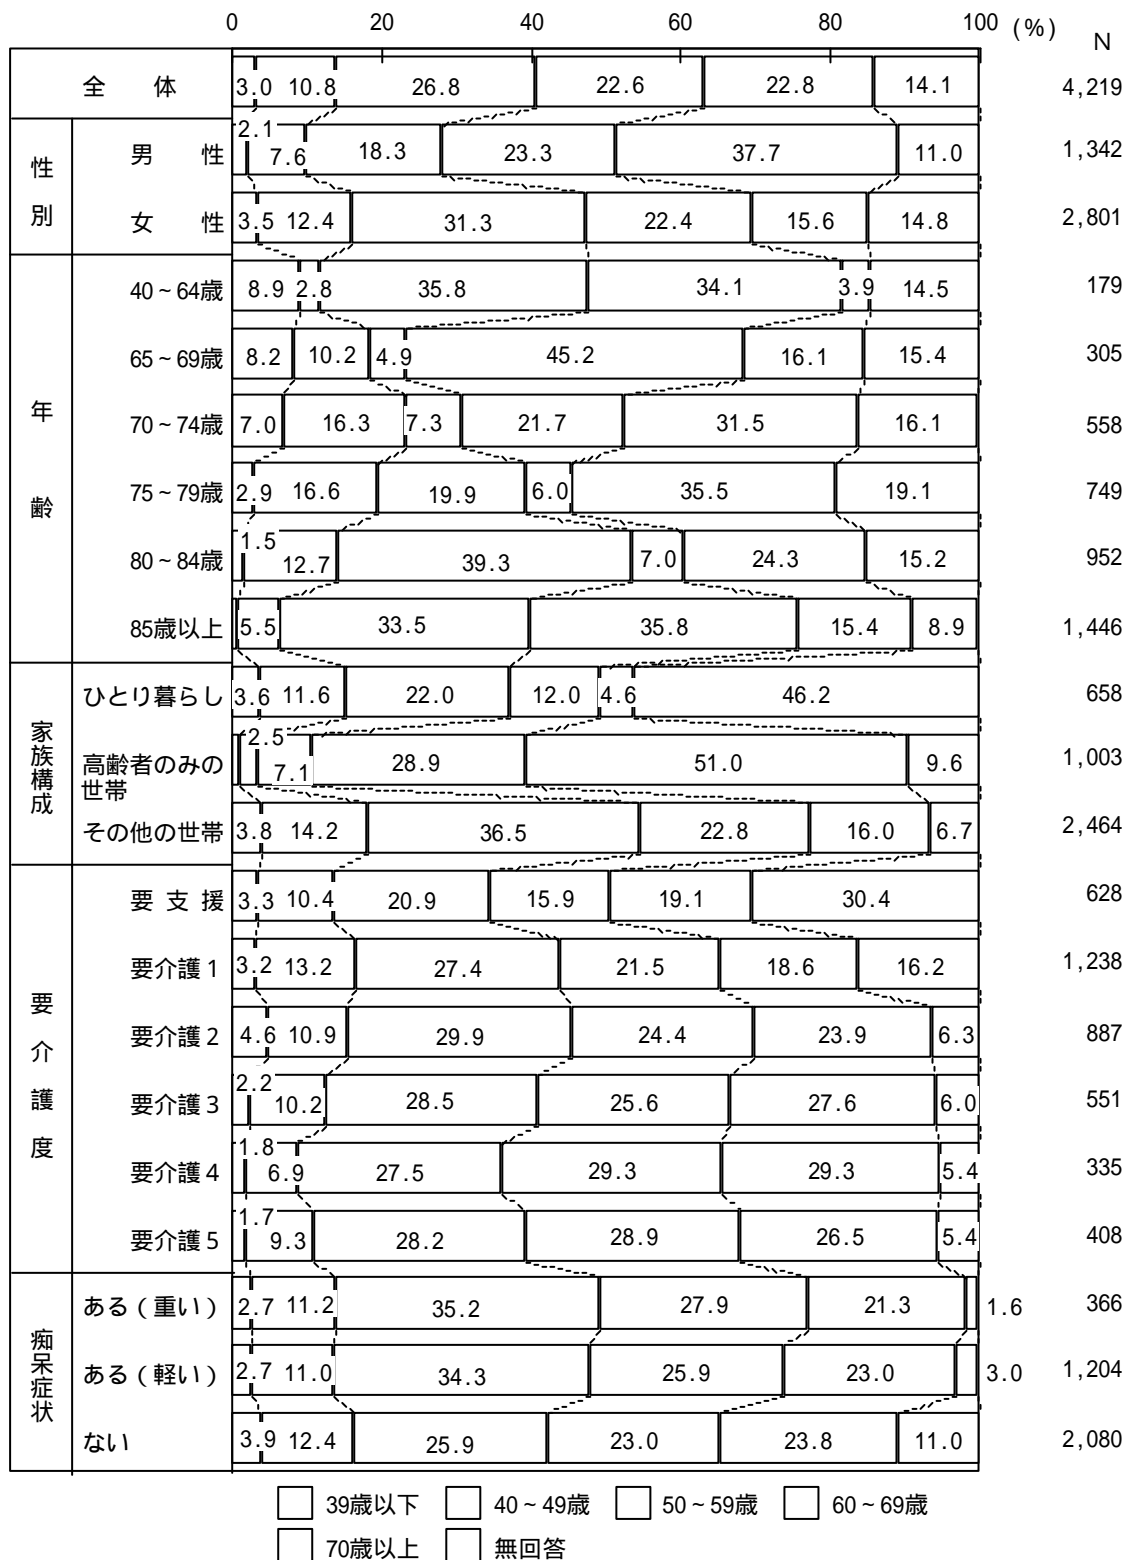 0 20 40 60 80 100 (%) N
全体 3.0 10.8 26.8 22.6 22.8 14.1 4,219
性別
男性 2.1 7.6 18.3 23.3 37.7 11.0 1,342
女性 3.5 12.4 31.3 22.4 15.6 14.8 2,801
年齢
40～64歳 8.9 2.8 35.8 34.1 3.9 14.5 179
65～69歳 8.2 10.2 4.9 45.2 16.1 15.4 305
70～74歳 7.0 16.3 7.3 21.7 31.5 16.1 558
75～79歳 2.9 16.6 19.9 6.0 35.5 19.1 749
80～84歳 1.5 12.7 39.3 7.0 24.3 15.2 952
85歳以上 5.5 33.5 35.8 15.4 8.9 1,446
家族構成
ひとり暮らし 3.6 11.6 22.0 12.0 4.6 46.2 658
高齢者のみの
世帯 2.5 7.1 28.9 51.0 9.6 1,003
その他の世帯 3.8 14.2 36.5 22.8 16.0 6.7 2,464
要介護度
要支援 3.3 10.4 20.9 15.9 19.1 30.4 628
要介護1 3.2 13.2 27.4 21.5 18.6 16.2 1,238
要介護2 4.6 10.9 29.9 24.4 23.9 6.3 887
要介護3 2.2 10.2 28.5 25.6 27.6 6.0 551
要介護4 1.8 6.9 27.5 29.3 29.3 5.4 335
要介護5 1.7 9.3 28.2 28.9 26.5 5.4 408
痴呆症状
ある（重い） 2.7 11.2 35.2 27.9 21.3 1.6 366
ある（軽い） 2.7 11.0 34.3 25.9 23.0 3.0 1,204
ない 3.9 12.4 25.9 23.0 23.8 11.0 2,080
39歳以下 40～49歳 50～59歳 60～69歳
70歳以上 無回答